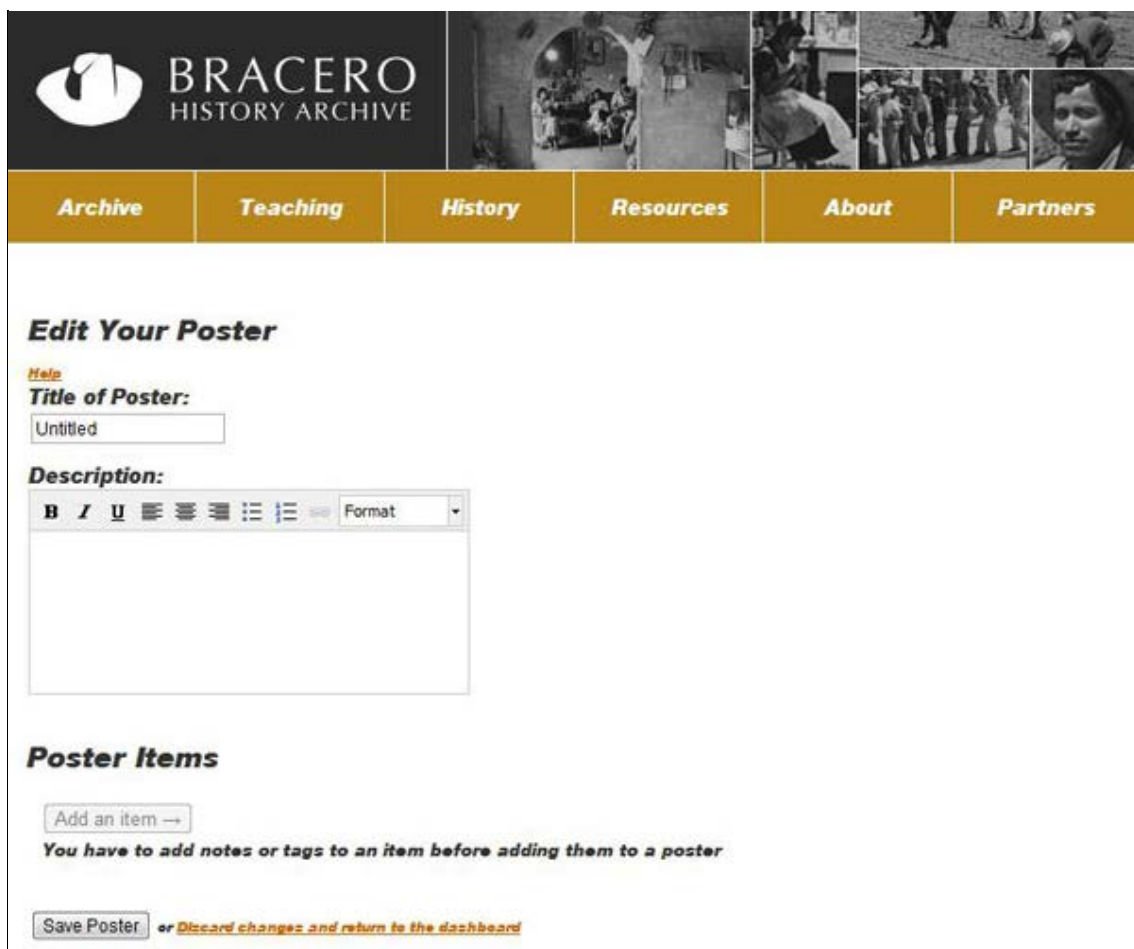 BRACERO
HISTORY ARCHIVE
Archive Teaching History Resources About Partners
Edit Your Poster
Help
Title of Poster:
Untitled
Description:
B I U Format
Poster Items
Add an item →
You have to add notes or tags to an item before adding them to a poster
Save Poster or Discard changes and return to the dashboard